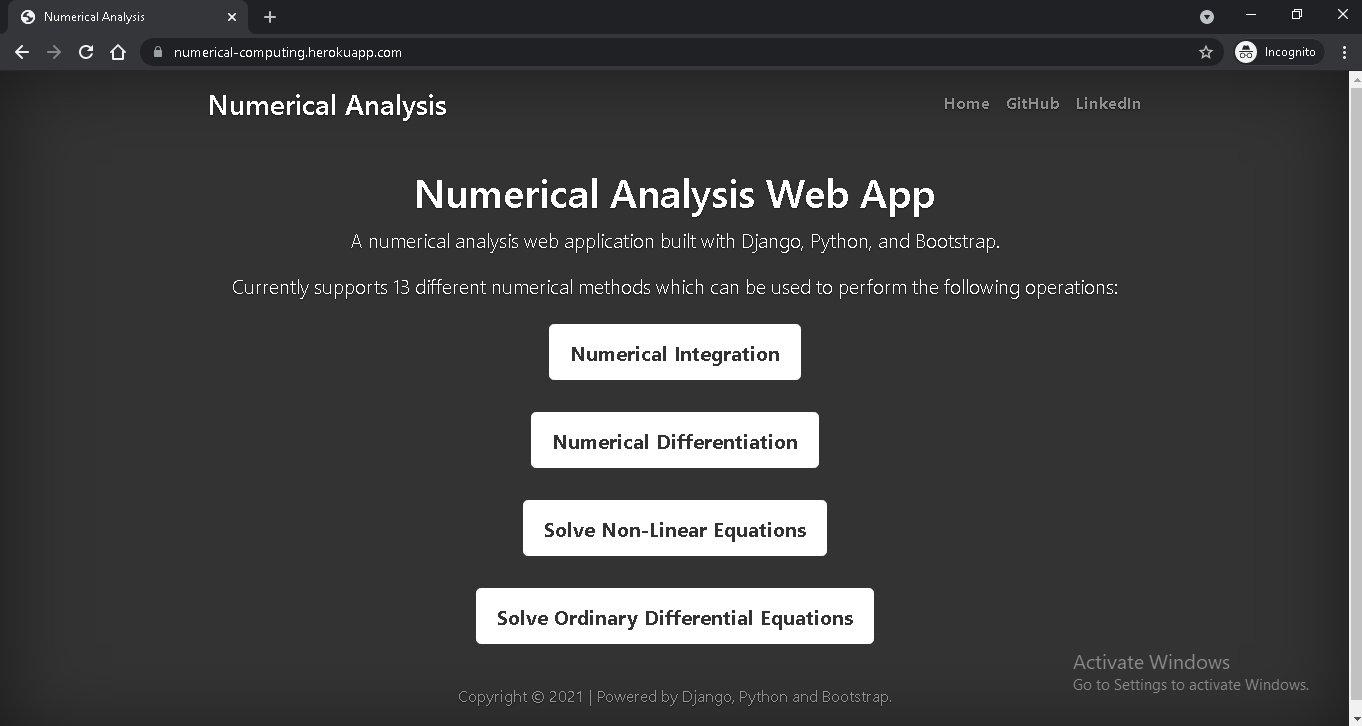 Numerical Analysis
numerical-computing.herokuapp.com
Incognito
Numerical Analysis
Home GitHub LinkedIn
Numerical Analysis Web App
A numerical analysis web application built with Django, Python, and Bootstrap.
Currently supports 13 different numerical methods which can be used to perform the following operations:
Numerical Integration
Numerical Differentiation
Solve Non-Linear Equations
Solve Ordinary Differential Equations
Activate Windows
Go to Settings to activate Windows.
Copyright © 2021 | Powered by Django, Python and Bootstrap.